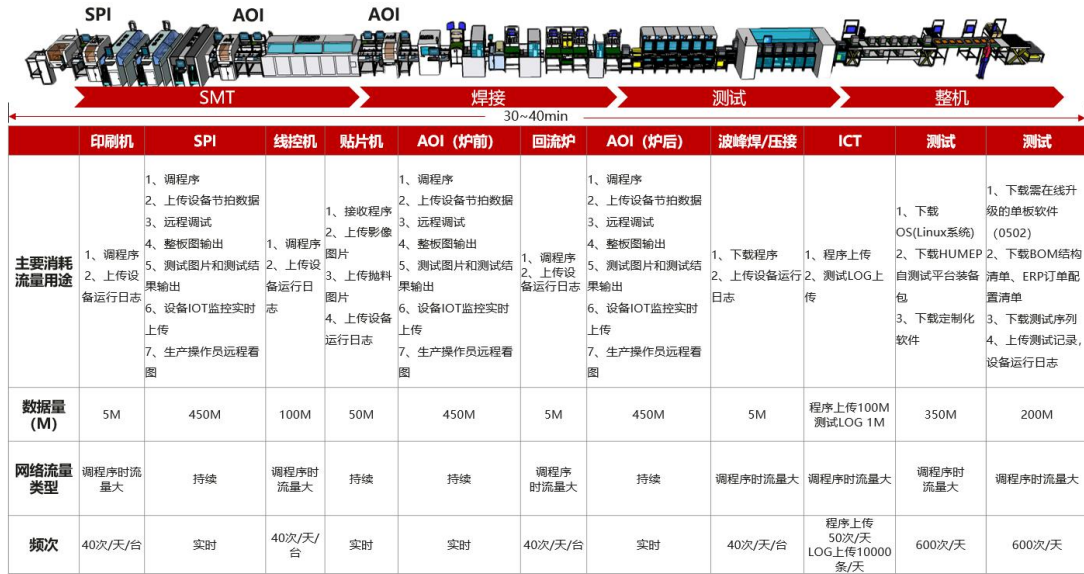 SPI
AOI
AOI
SMT
焊接
测试
整机
30~40min
印刷机
SPI
线控机
贴片机
AOI（炉前）
回流炉
AOI（炉后）
波峰焊/压接
ICT
测试
测试
主要消耗
流量用途
1、调程序
2、上传设
备运行日志
1、调程序
2、上传设备节拍数据
3、远程调试
4、整板图输出
5、测试图片和测试结
果输出
6、设备IOT监控实时
上传
7、生产操作员远程看
图
1、调程序
2、上传设
备运行日
志
1、接收程序
2、上传影像
图片
3、上传抛料
图片
4、上传设备
运行日志
1、调程序
2、上传设备节拍数据
3、远程调试
4、整板图输出
5、测试图片和测试结
果输出
6、设备IOT监控实时
上传
7、生产操作员远程看
图
1、调程序
2、上传设
备运行日志
1、调程序
2、上传设备节拍数据
3、远程调试
4、整板图输出
5、测试图片和测试结
果输出
6、设备IOT监控实时
上传
7、生产操作员远程看
图
1、下载程序
2、上传设备运行
日志
1、程序上传
2、测试LOG上
传
1、下载
OS(Linux系统)
2、下载HUMEP
自测试平台装备
包
3、下载定制化
软件
1、下载需在线升
级的单板软件
（0502）
2、下载BOM结构
清单、ERP订单配
置清单
3、下载测试序列
4、上传测试记录，
设备运行日志
数据量
（M）
5M
450M
100M
50M
450M
5M
450M
5M
程序上传100M
测试LOG 1M
350M
200M
网络流量
类型
调程序时流
量大
持续
调程序时
流量大
持续
持续
调程序
时流量大
持续
调程序时流量大
调程序时流量大
调程序时
流量大
调程序时流量大
频次
40次/天/台
实时
40次/天/
台
实时
实时
40次/天/台
实时
40次/天/台
程序上传
50次/天
LOG上传10000
条/天
600次/天
600次/天